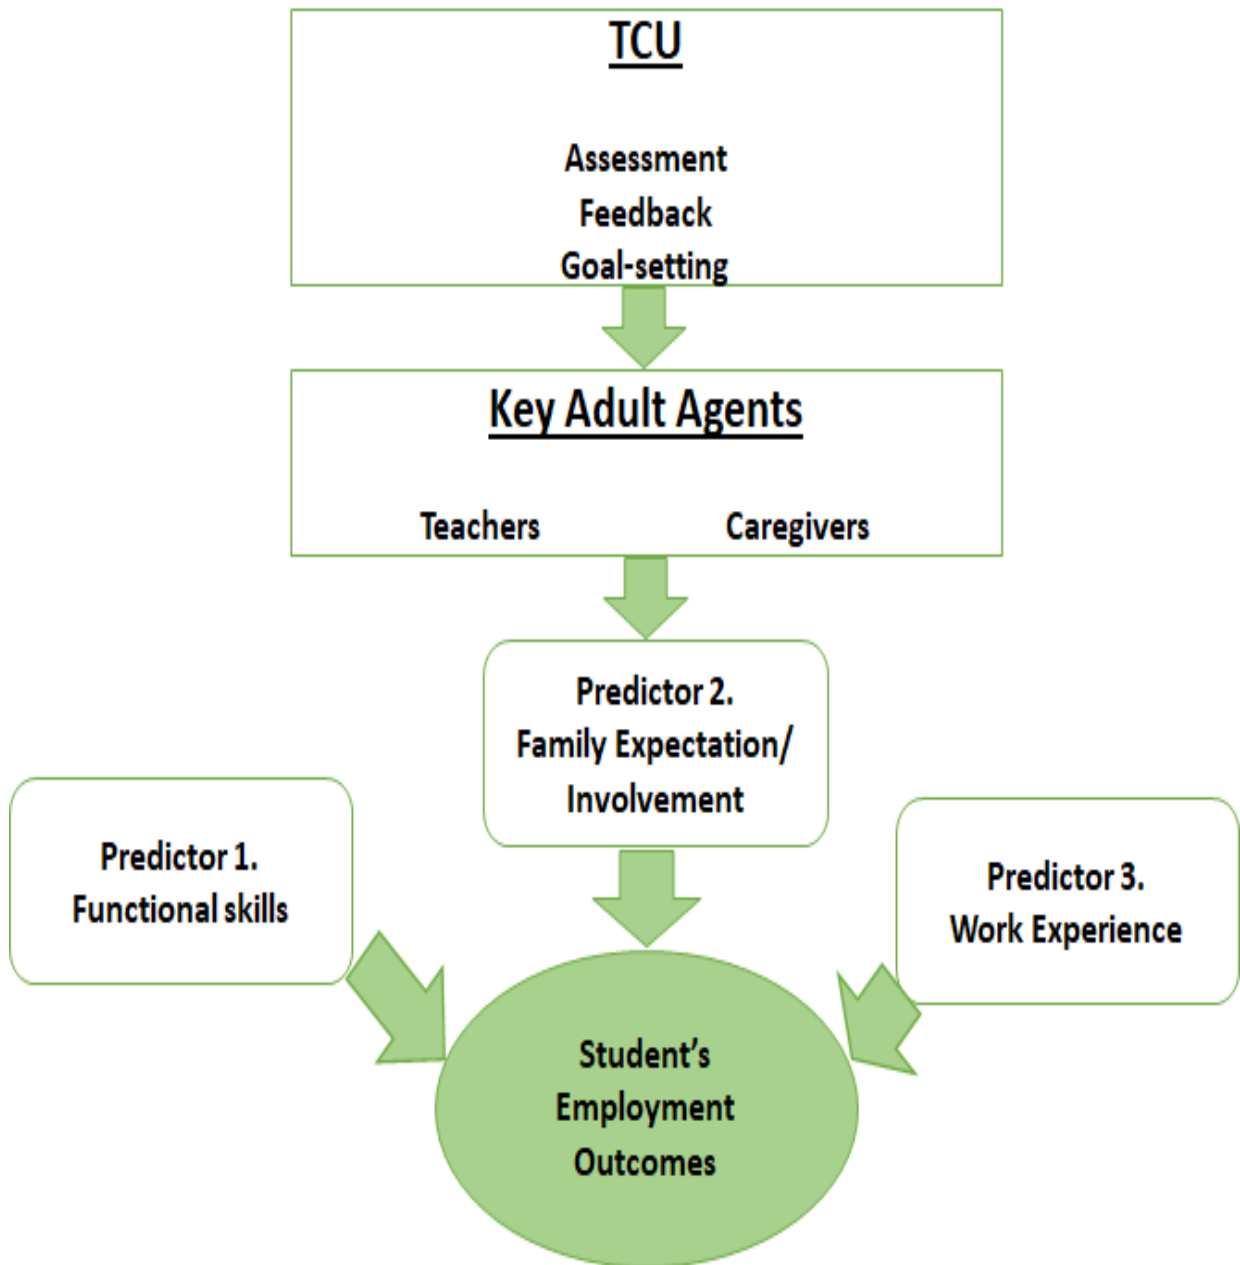 TCU
Assessment
Feedback
Goal-setting
Key Adult Agents
Teachers Caregivers
Predictor 2.
Family Expectation/
Involvement
Predictor 1.
Functional skills
Predictor 3.
Work Experience
Student’s
Employment
Outcomes